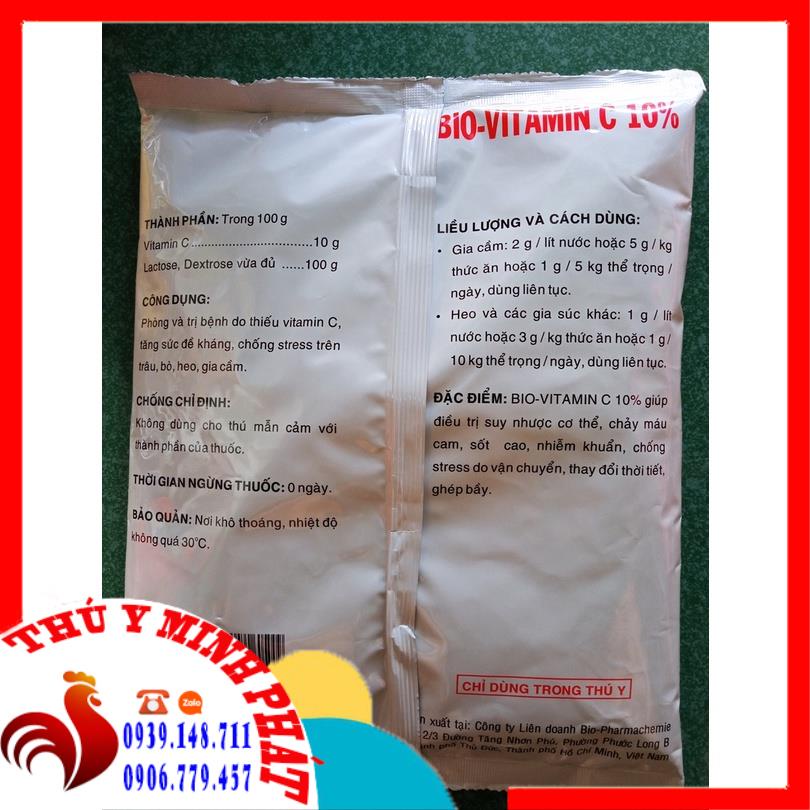 BIO-VITAMIN C 10%
THÀNH PHẦN: Trong 100 g
Vitamin C ..................................10 g
Lactose, Dextrose vừa đủ ......100 g
CÔNG DỤNG:
Phòng và trị bệnh do thiếu vitamin C,
tăng sức đề kháng, chống stress trên
trâu, bò, heo, gia cầm.
CHỐNG CHỈ ĐỊNH:
Không dùng cho thú mẫn cảm với
thành phần của thuốc.
THỜI GIAN NGỪNG THUỐC: 0 ngày.
BẢO QUẢN: Nơi khô thoáng, nhiệt độ
không quá 30°C.
LIỀU LƯỢNG VÀ CÁCH DÙNG:
• Gia cầm: 2 g / lít nước hoặc 5 g / kg
thức ăn hoặc 1 g / 5 kg thể trọng /
ngày, dùng liên tục.
• Heo và các gia súc khác: 1 g / lít
nước hoặc 3 g / kg thức ăn hoặc 1 g /
10 kg thể trọng / ngày, dùng liên tục.
ĐẶC ĐIỂM: BIO-VITAMIN C 10% giúp
điều trị suy nhược cơ thể, chảy máu
cam, sốt cao, nhiễm khuẩn, chống
stress do vận chuyển, thay đổi thời tiết,
ghép bầy.
CHỈ DÙNG TRONG THÚ Y
n xuất tại: Công ty Liên doanh Bio-Pharmachemie
2/3 Đường Tăng Nhơn Phú, Phường Phước Long B
ành phố Thủ Đức, Thành phố Hồ Chí Minh, Việt Nam
THÚ Y MINH PHÁT
Zalo
0939.148.711
0906.779.457